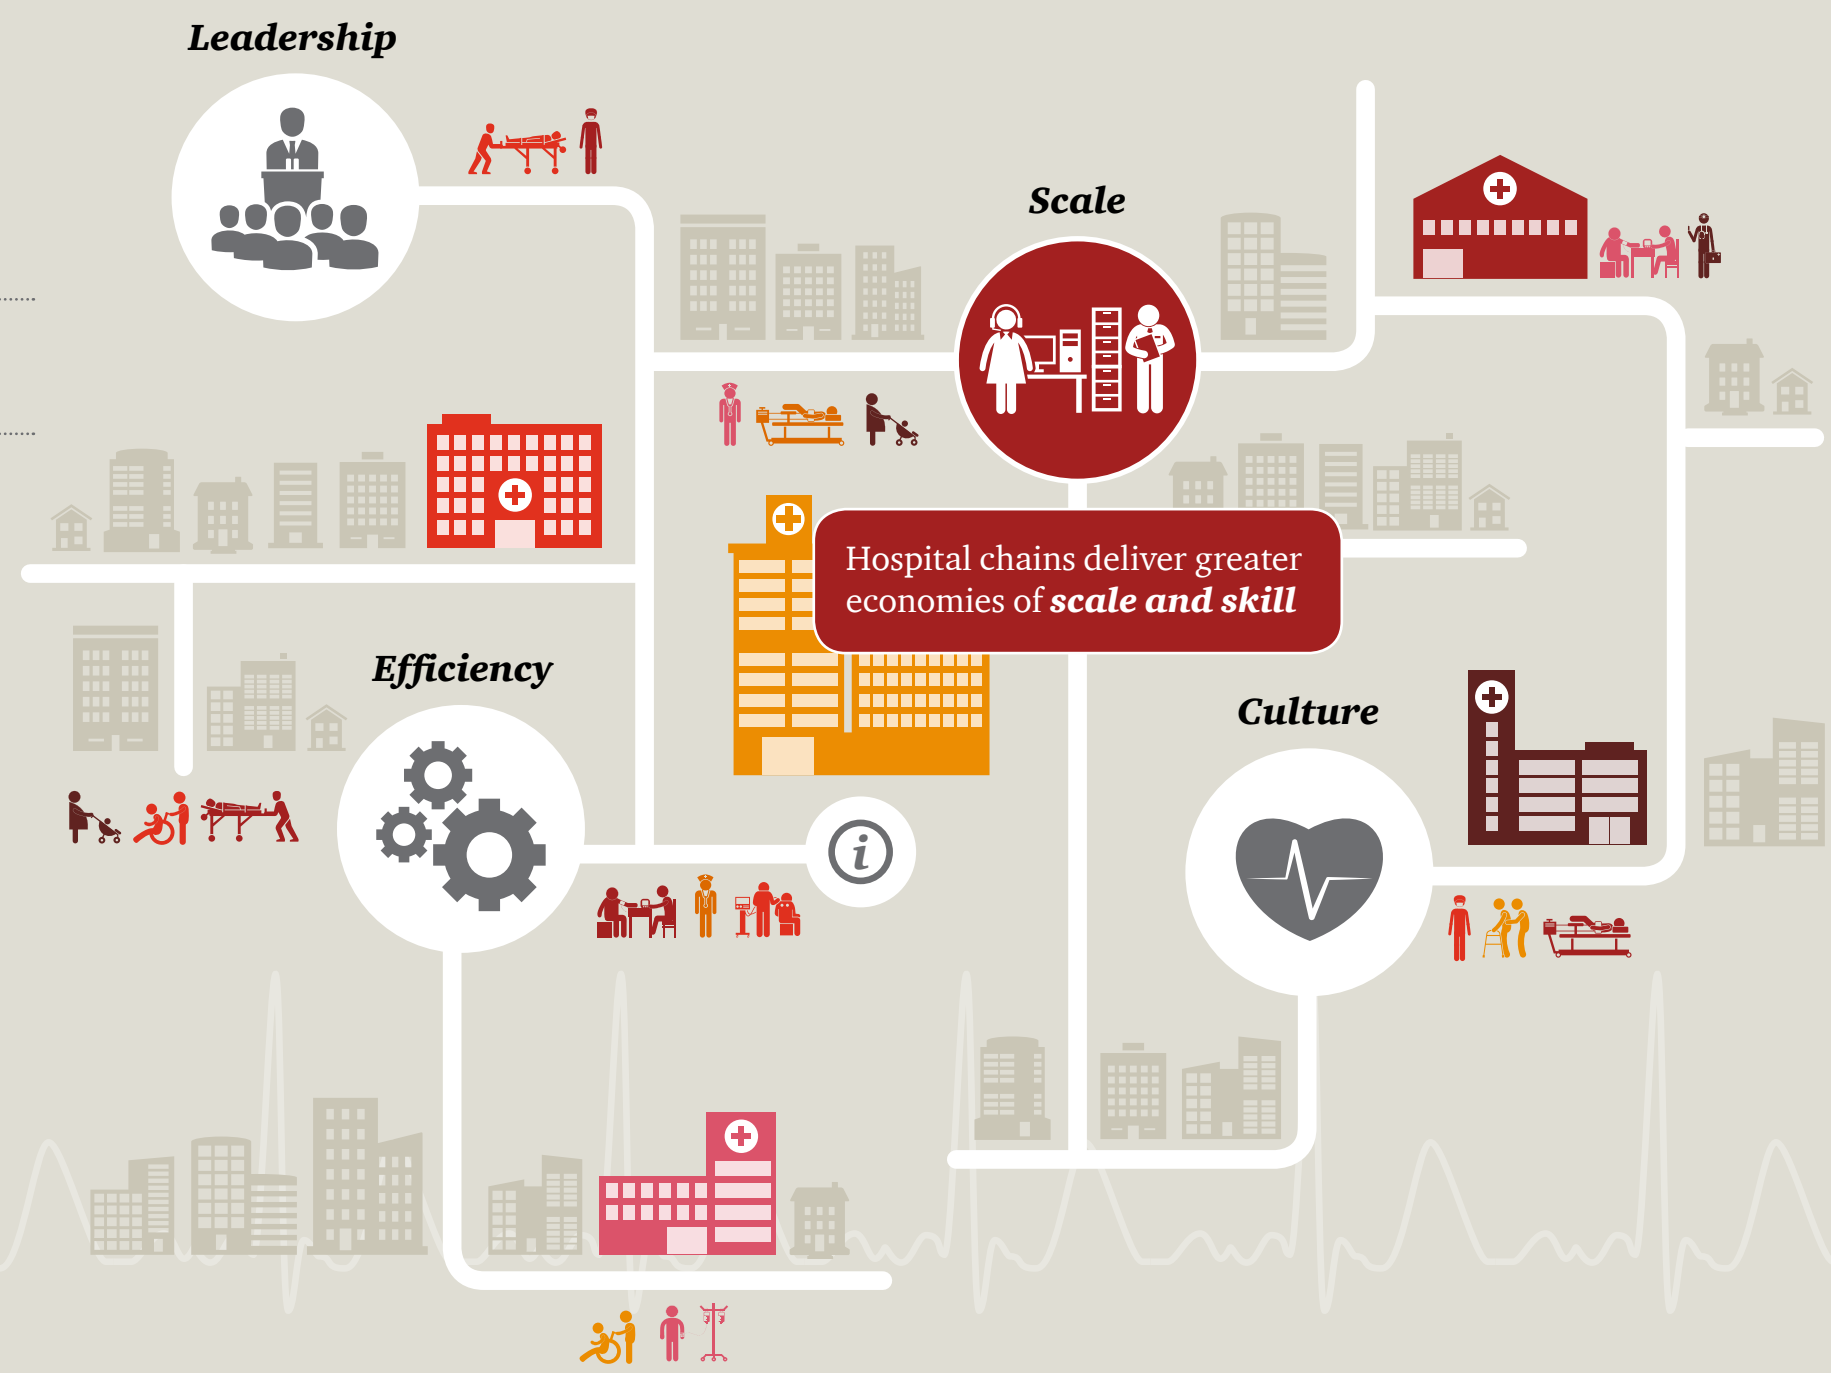 Leadership
Scale
Hospital chains deliver greater
economies of scale and skill
Efficiency
Culture
i